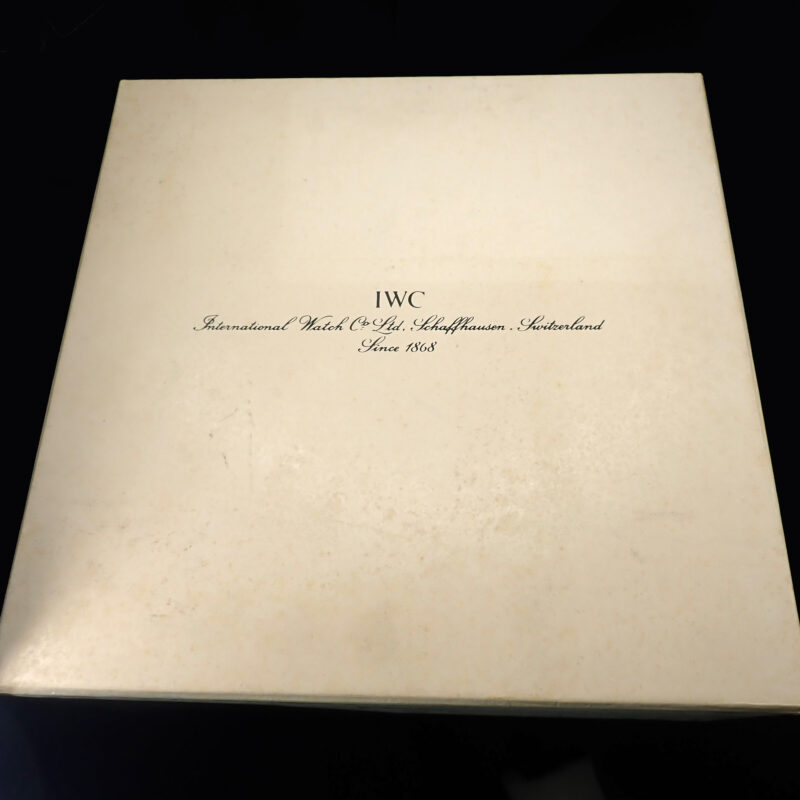 IWC
International Watch Co Ltd. Schaffhausen . Switzerland
Since 1868